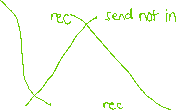 rec send not in
rec